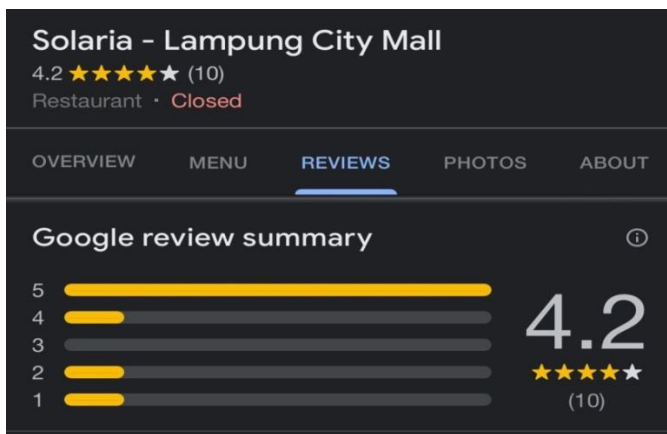 Solaria - Lampung City Mall
4.2 (10)
Restaurant · Closed
OVERVIEW MENU REVIEWS PHOTOS ABOUT
Google review summary
5
4
3
2
1
4.2
(10)